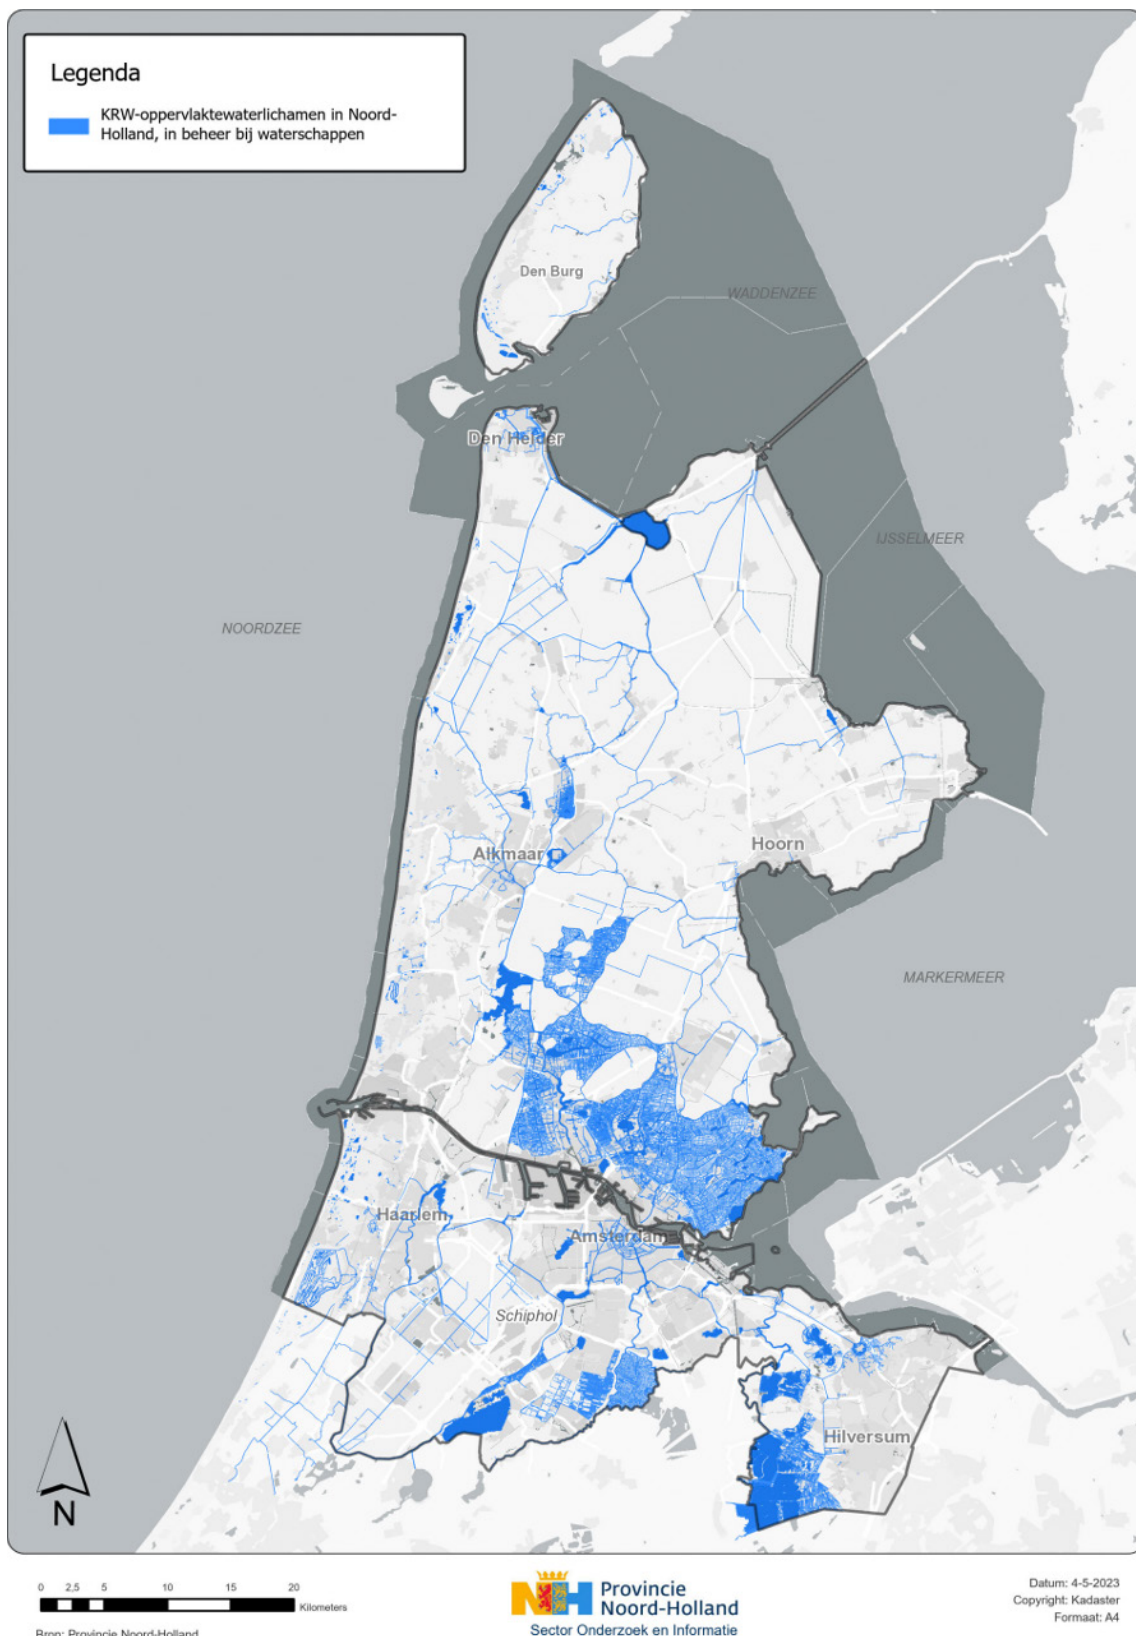 Legenda
KRW-oppervlaktewaterlichamen in Noord-
Holland, in beheer bij waterschappen
Den Burg
WADDENZEE
Den Helder
IJSSELMEER
NOORDZEE
Hoorn
Alkmaar
MARKERMEER
Haarlem
Amsterdam
Schiphol
Hilversum
N
0 2,5 5 10 15 20
Kilometers
Bron: Provincie Noord-Holland
NH Provincie
Noord-Holland
Sector Onderzoek en Informatie
Datum: 4-5-2023
Copyright: Kadaster
Formaat: A4